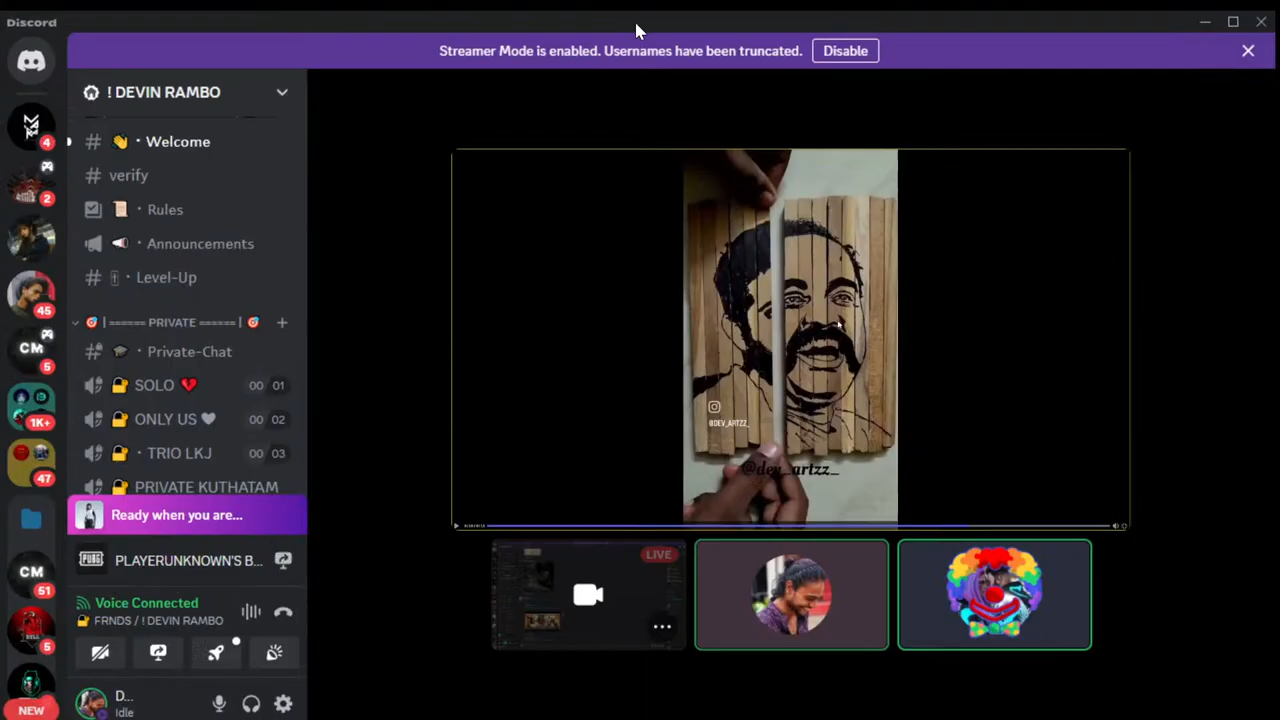 Discord
Streamer Mode is enabled. Usernames have been truncated.
Disable
! DEVIN RAMBO
Welcome
verify
Rules
Announcements
Level-Up
|====== PRIVATE ======|
Private-Chat
SOLO
00 01
ONLY US
00 02
TRIO LKJ
00 03
PRIVATE KUTHATAM
Ready when you are...
PUBG
PLAYERUNKNOWN'S B...
Voice Connected
FRNDS / ! DEVIN RAMBO
D...
Idle
4
2
45
CM
5
1K+
47
CM
51
5
NEW
@DEV_ARTZZ_
@dev_artzz_
LIVE